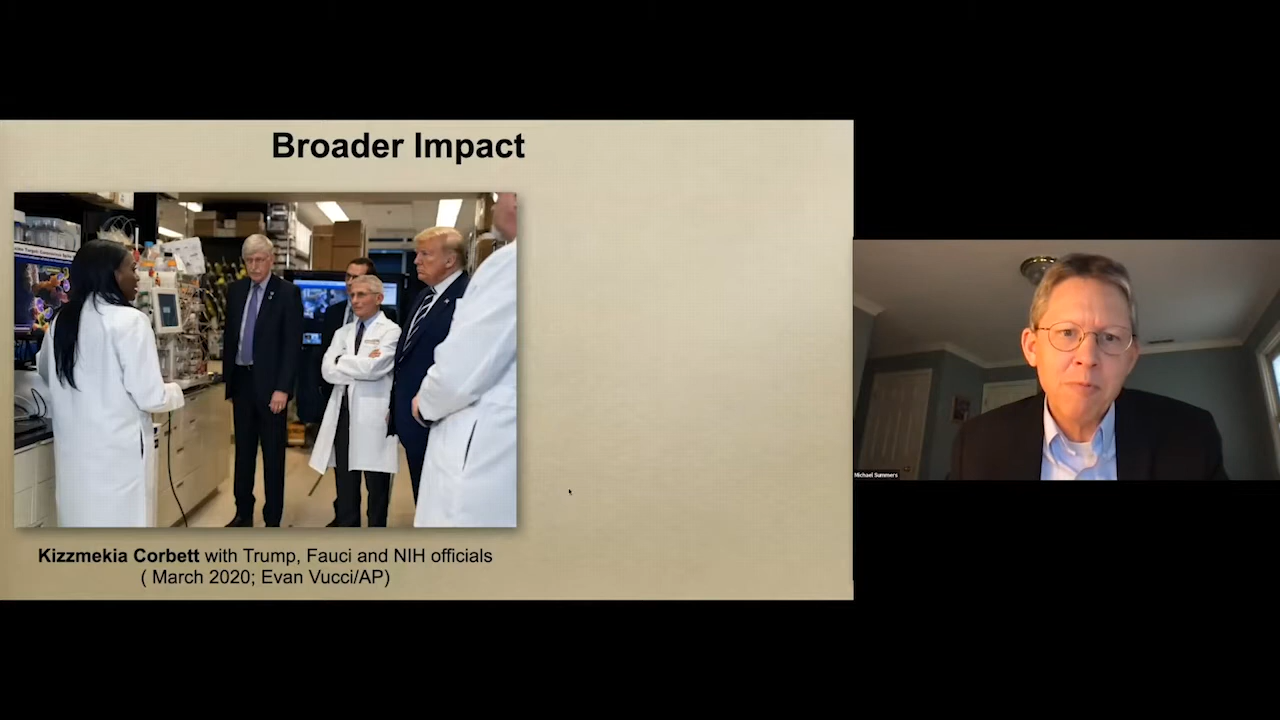 Broader Impact
Kizzmekia Corbett with Trump, Fauci and NIH officials
( March 2020; Evan Vucci/AP)
Michael Summers